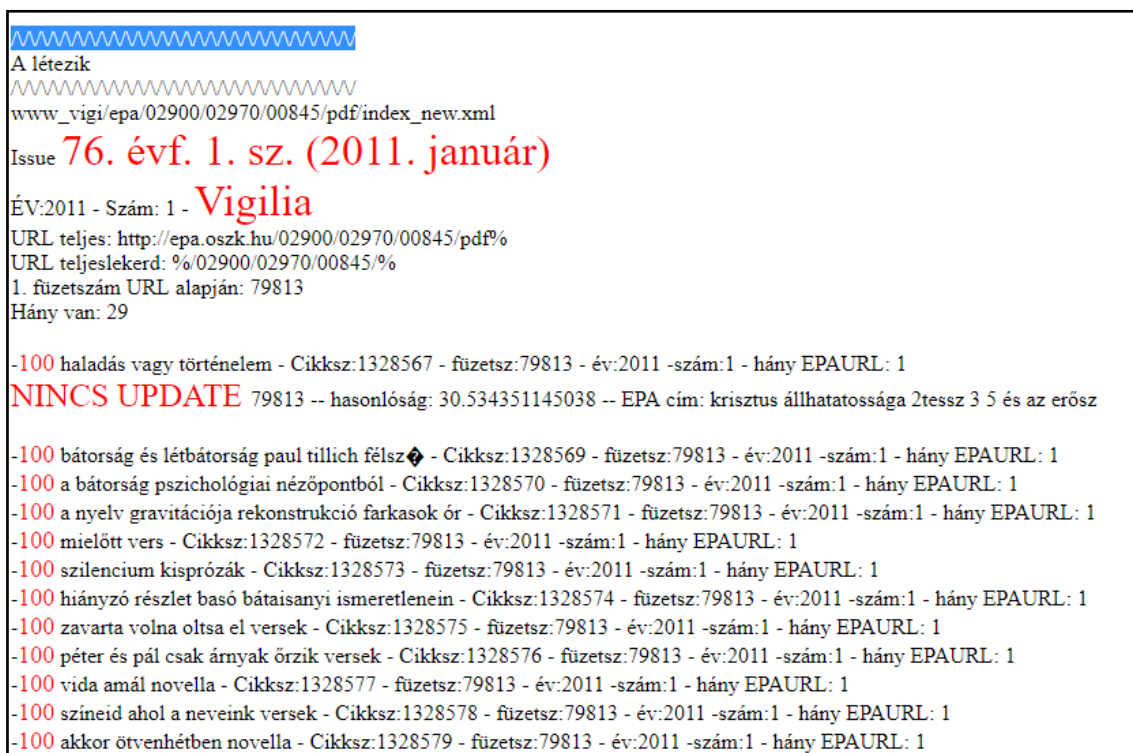 /\/\/\/\/\/\/\/\/\/\/\/\/\/\/\/\/\/\/\/\/\/\/\/\/\/\/\/\/
A létezik
/\/\/\/\/\/\/\/\/\/\/\/\/\/\/\/\/\/\/\/\/\/\/\/\/\/\/\/\/
www_vigi/epa/02900/02970/00845/pdf/index_new.xml
Issue 76. évf. 1. sz. (2011. január)
ÉV:2011 - Szám: 1 - Vigilia
URL teljes: http://epa.oszk.hu/02900/02970/00845/pdf%
URL teljeslekerd: %/02900/02970/00845/%
1. füzetszám URL alapján: 79813
Hány van: 29
-100 haladás vagy történelem - Cikksz:1328567 - füzetsz:79813 - év:2011 -szám:1 - hány EPAURL: 1
NINCS UPDATE 79813 -- hasonlóság: 30.534351145038 -- EPA cím: krisztus állhatatossága 2tessz 3 5 és az erősz
-100 bátorság és létbátorság paul tillich félsz� - Cikksz:1328569 - füzetsz:79813 - év:2011 -szám:1 - hány EPAURL: 1
-100 a bátorság pszichológiai nézőpontból - Cikksz:1328570 - füzetsz:79813 - év:2011 -szám:1 - hány EPAURL: 1
-100 a nyelv gravitációja rekonstrukció farkasok ór - Cikksz:1328571 - füzetsz:79813 - év:2011 -szám:1 - hány EPAURL: 1
-100 mielőtt vers - Cikksz:1328572 - füzetsz:79813 - év:2011 -szám:1 - hány EPAURL: 1
-100 szilencium kisprózák - Cikksz:1328573 - füzetsz:79813 - év:2011 -szám:1 - hány EPAURL: 1
-100 hiányzó részlet basó bátaisanyi ismeretlenein - Cikksz:1328574 - füzetsz:79813 - év:2011 -szám:1 - hány EPAURL: 1
-100 zavarta volna oltsa el versek - Cikksz:1328575 - füzetsz:79813 - év:2011 -szám:1 - hány EPAURL: 1
-100 péter és pál csak árnyak őrzik versek - Cikksz:1328576 - füzetsz:79813 - év:2011 -szám:1 - hány EPAURL: 1
-100 vida amál novella - Cikksz:1328577 - füzetsz:79813 - év:2011 -szám:1 - hány EPAURL: 1
-100 színeid ahol a neveink versek - Cikksz:1328578 - füzetsz:79813 - év:2011 -szám:1 - hány EPAURL: 1
-100 akkor ötvenhétben novella - Cikksz:1328579 - füzetsz:79813 - év:2011 -szám:1 - hány EPAURL: 1